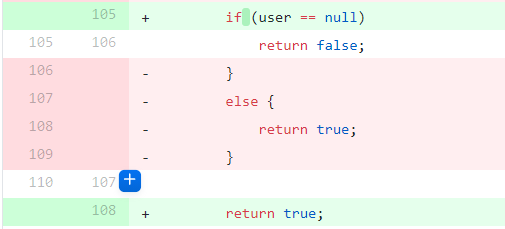 105 + if (user == null)
105 106 return false;
106 - }
107 - else {
108 - return true;
109 - }
110 107 +
108 + return true;